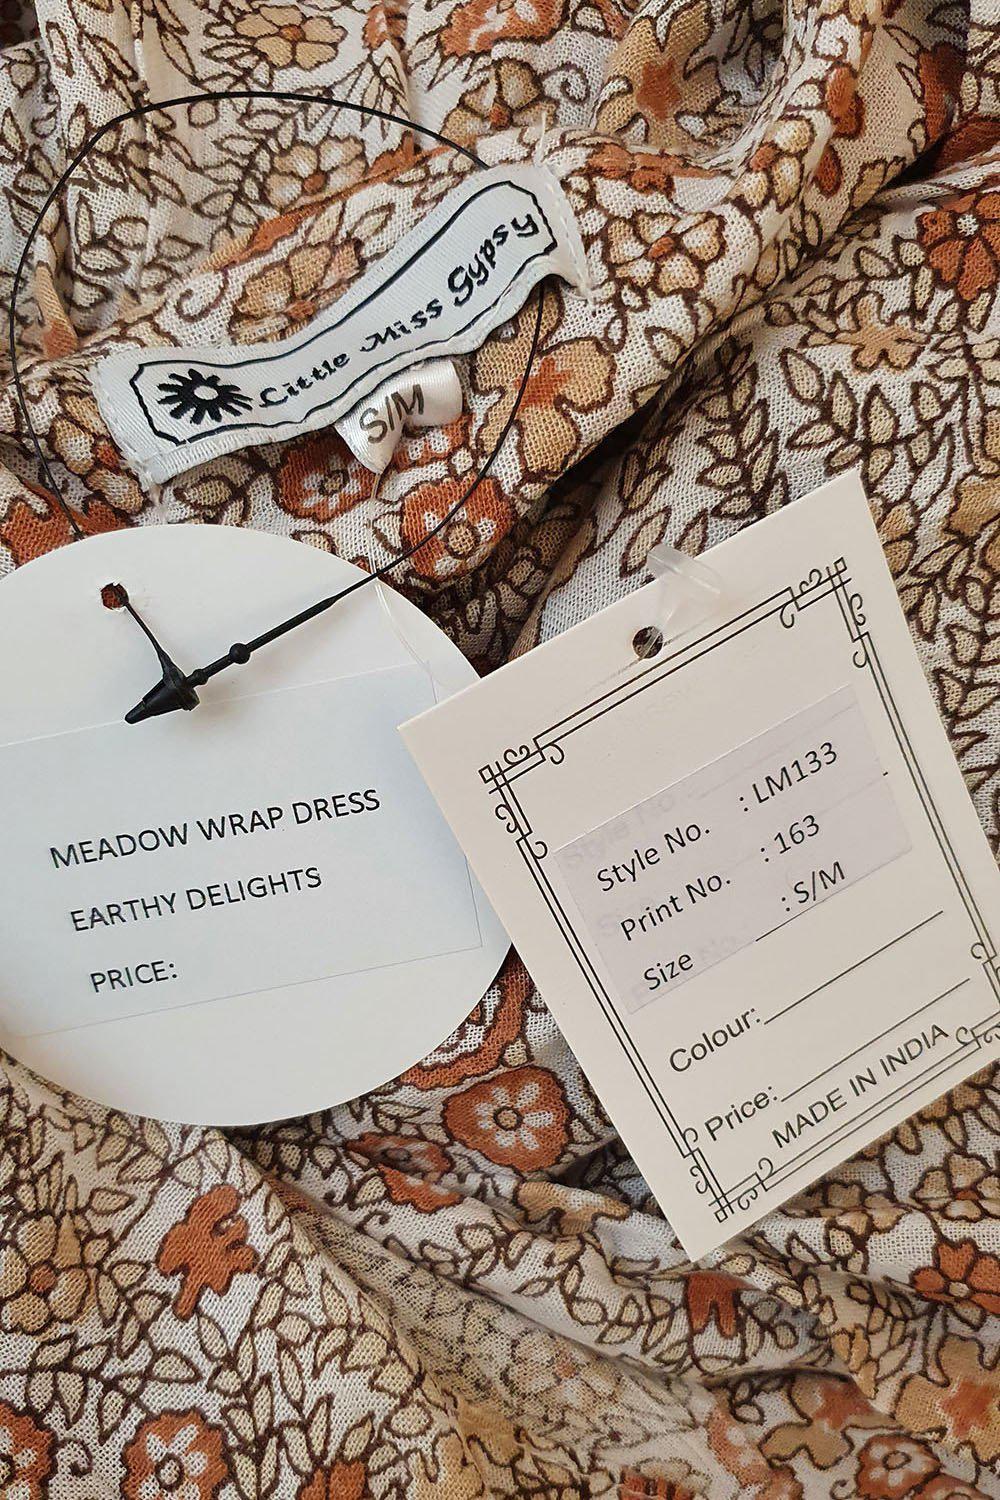 Little Miss Gypsy
S/M
MEADOW WRAP DRESS
EARTHY DELIGHTS
PRICE:
Style No. : LM133
Print No. : 163
Size : S/M
Colour:
Price:
MADE IN INDIA